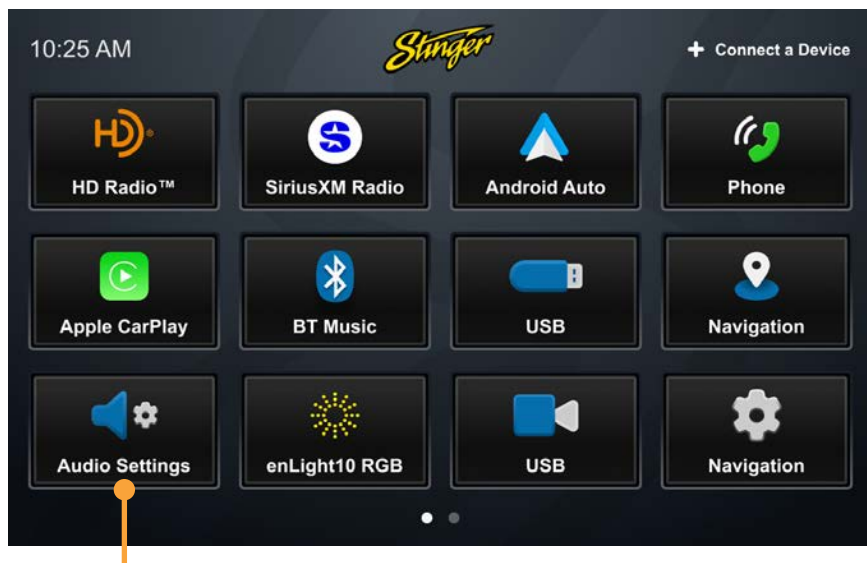 10:25 AM
Stinger
+ Connect a Device
HD
HD Radio™
S
SiriusXM Radio
Android Auto
Phone
Apple CarPlay
BT Music
USB
Navigation
Audio Settings
enLight10 RGB
USB
Navigation